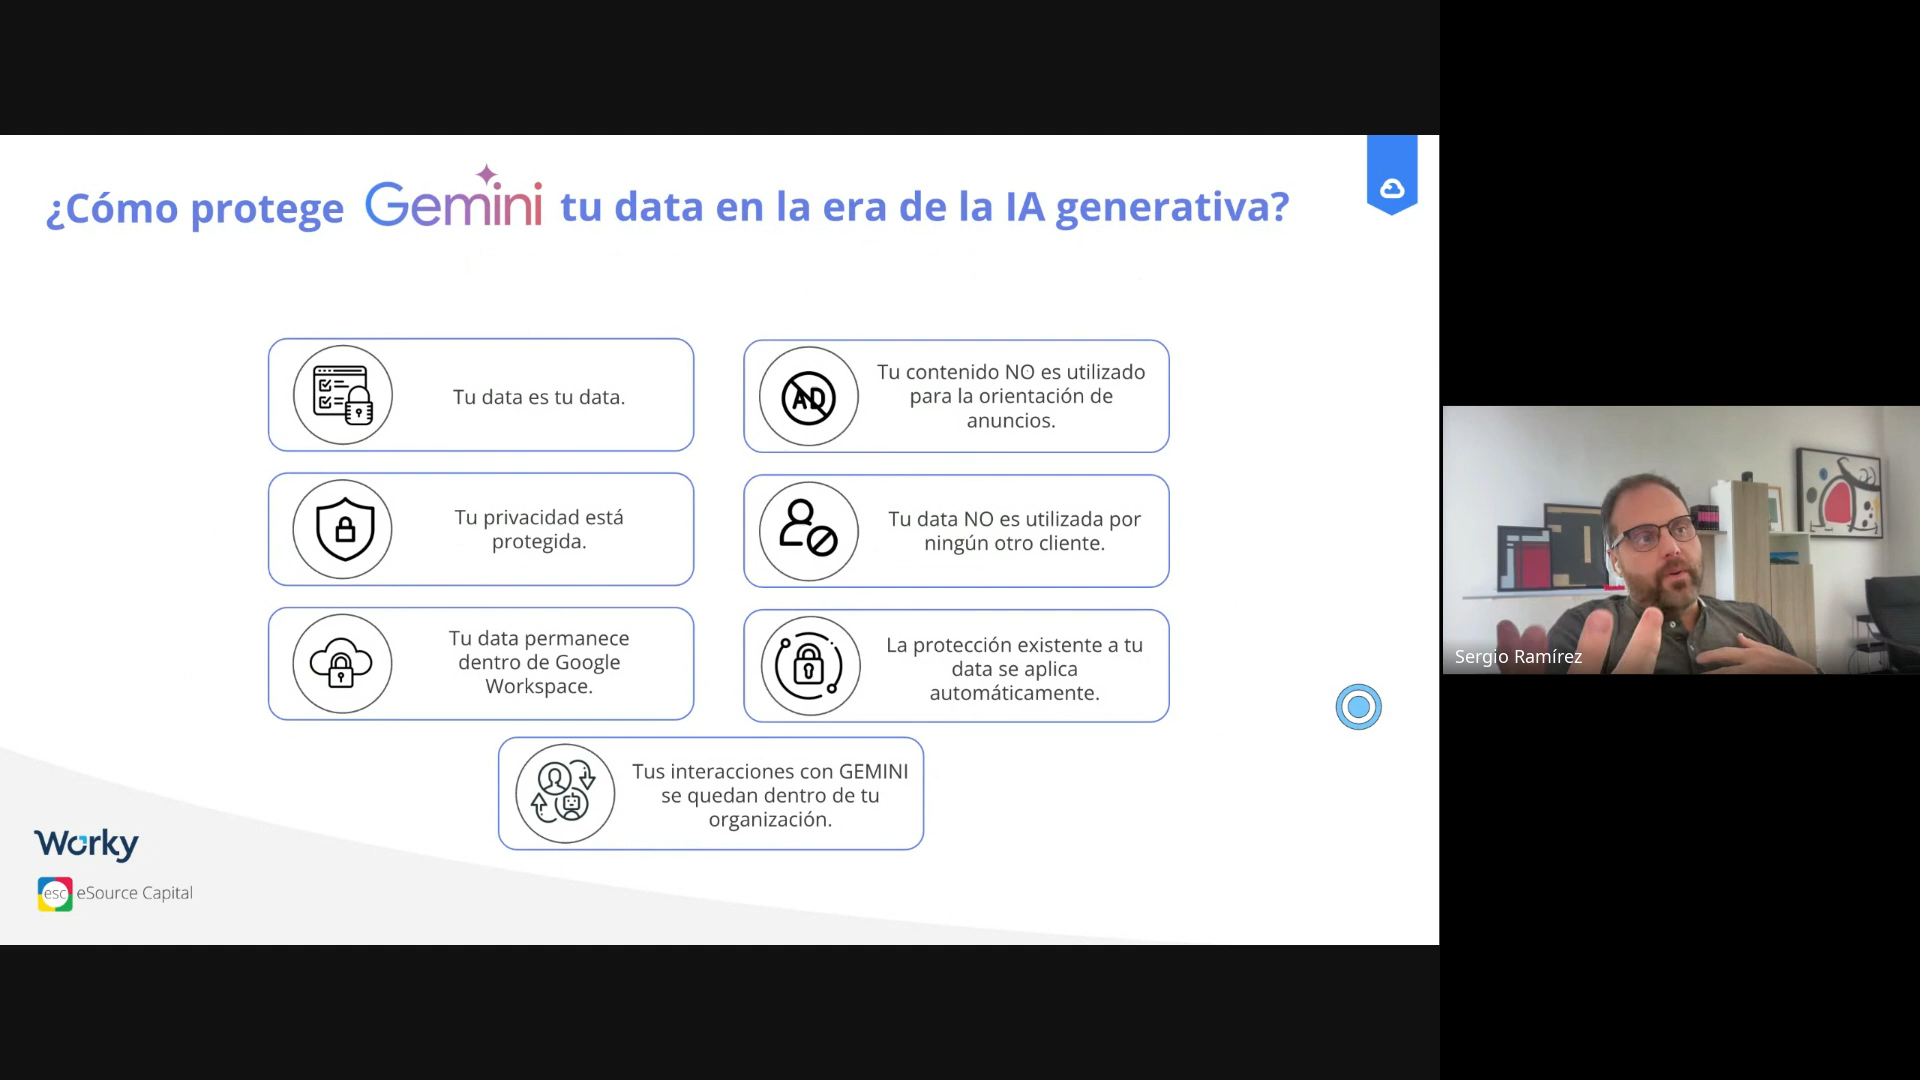 ¿Cómo protege Gemini tu data en la era de la IA generativa?
Tu data es tu data.
Tu contenido NO es utilizado
para la orientación de
anuncios.
AD
Tu privacidad está
protegida.
Tu data NO es utilizada por
ningún otro cliente.
Tu data permanece
dentro de Google
Workspace.
La protección existente a tu
data se aplica
automáticamente.
Tus interacciones con GEMINI
se quedan dentro de tu
organización.
Worky
esc eSource Capital
Sergio Ramírez